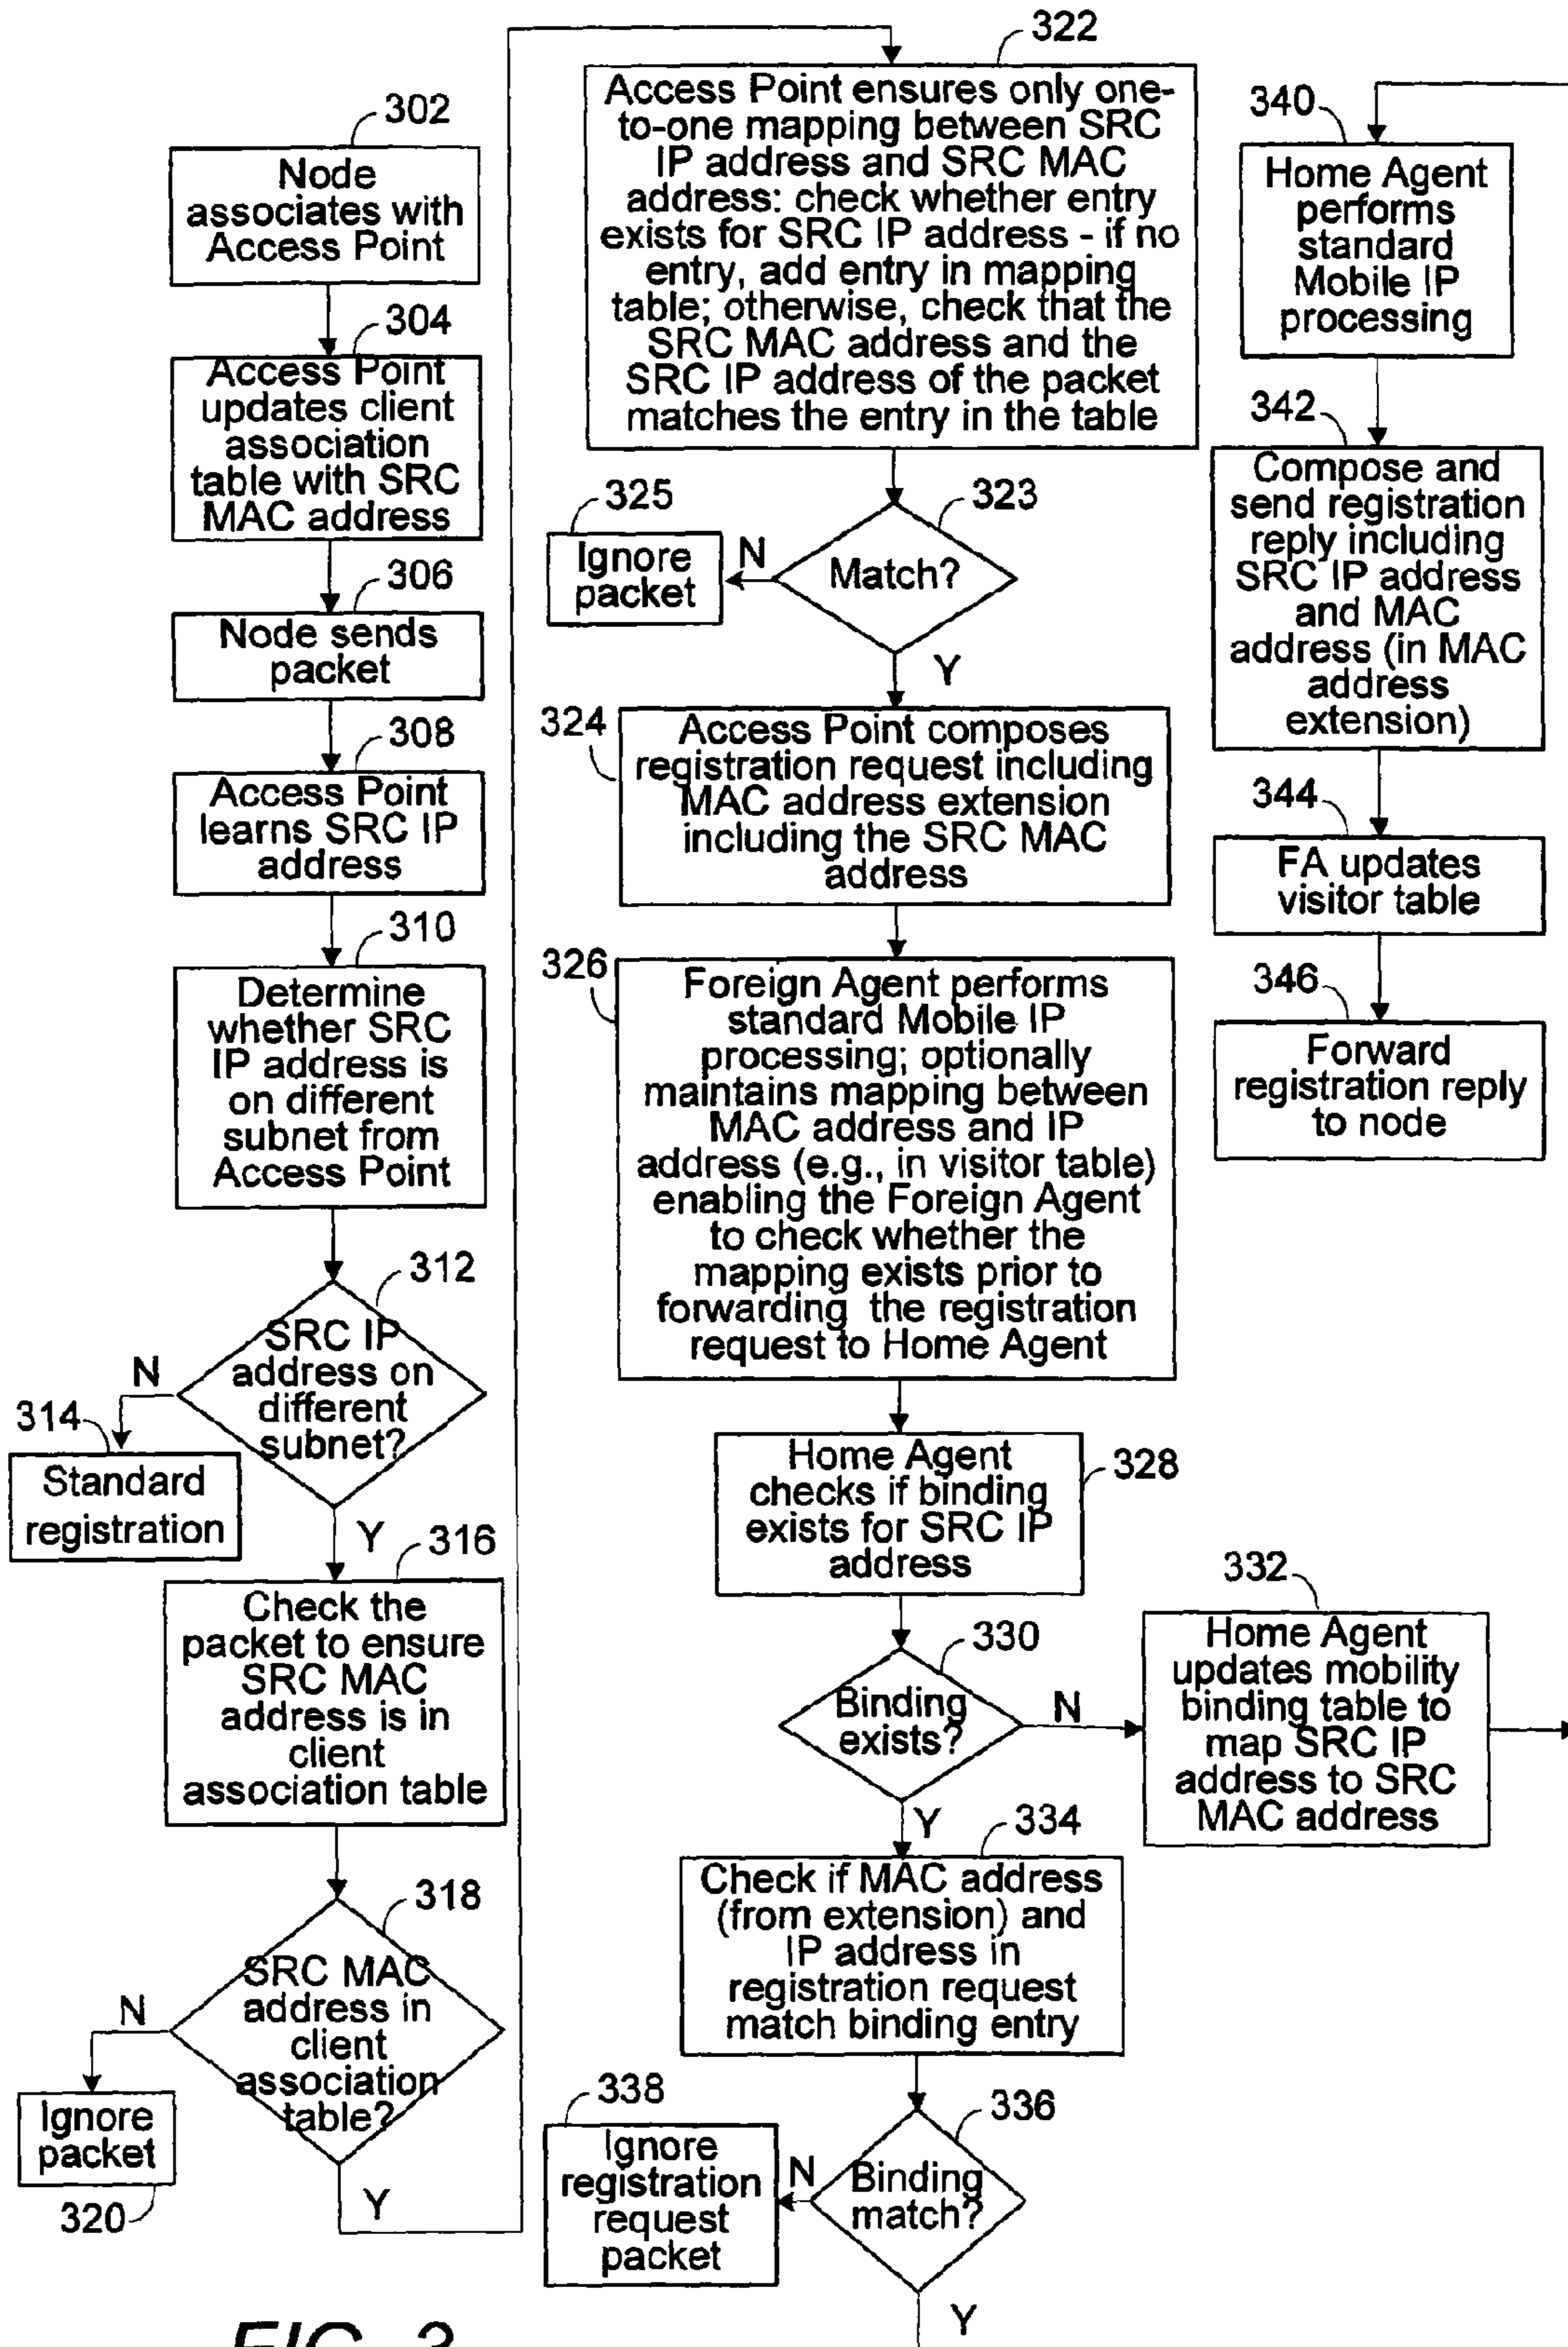 302
Node
associates with
Access Point
304
Access Point
updates client
association
table with SRC
MAC address
306
Node sends
packet
308
Access Point
learns SRC IP
address
310
Determine
whether SRC
IP address is
on different
subnet from
Access Point
312
SRC IP
address on
different
subnet?
N
314
Standard
registration
Y
316
Check the
packet to ensure
SRC MAC
address is in
client
association table
318
SRC MAC
address in
client
association
table?
N
Ignore
packet
320
Y
322
Access Point ensures only one-
to-one mapping between SRC
IP address and SRC MAC
address: check whether entry
exists for SRC IP address - if no
entry, add entry in mapping
table; otherwise, check that the
SRC MAC address and the
SRC IP address of the packet
matches the entry in the table
323
Match?
N
325
Ignore
packet
Y
324
Access Point composes
registration request including
MAC address extension
including the SRC MAC
address
326
Foreign Agent performs
standard Mobile IP
processing; optionally
maintains mapping between
MAC address and IP
address (e.g., in visitor table)
enabling the Foreign Agent
to check whether the
mapping exists prior to
forwarding the registration
request to Home Agent
328
Home Agent
checks if binding
exists for SRC IP
address
330
Binding
exists?
N
332
Home Agent
updates mobility
binding table to
map SRC IP
address to SRC
MAC address
Y
334
Check if MAC address
(from extension) and
IP address in
registration request
match binding entry
336
Binding
match?
N
338
Ignore
registration
request
packet
Y
340
Home Agent
performs
standard
Mobile IP
processing
342
Compose and
send registration
reply including
SRC IP address
and MAC
address (in MAC
address
extension)
344
FA updates
visitor table
346
Forward
registration reply
to node
FIG. 3